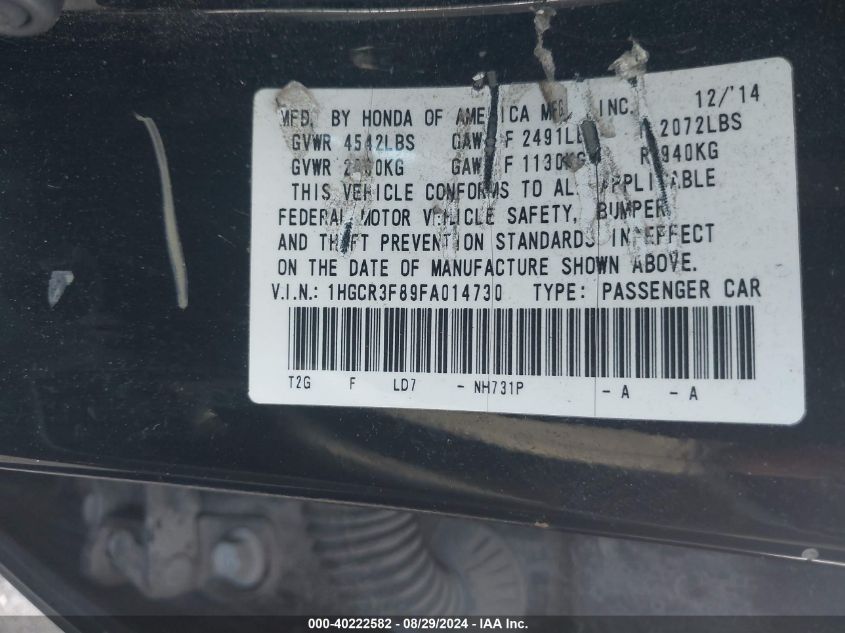 MFD. BY HONDA OF AMERICA MFG. INC. 12/'14
GVWR 4542LBS GAWR F 2491LBS R 2072LBS
GVWR 2060KG GAWR F 1130KG R 940KG
THIS VEHICLE CONFORMS TO ALL APPLICABLE
FEDERAL MOTOR VEHICLE SAFETY, BUMPER,
AND THEFT PREVENTION STANDARDS IN EFFECT
ON THE DATE OF MANUFACTURE SHOWN ABOVE.
V.I.N.: 1HGCR3F89FA014730 TYPE: PASSENGER CAR
T2G F LD7 - NH731P - A - A
000-40222582 - 08/29/2024 - IAA Inc.